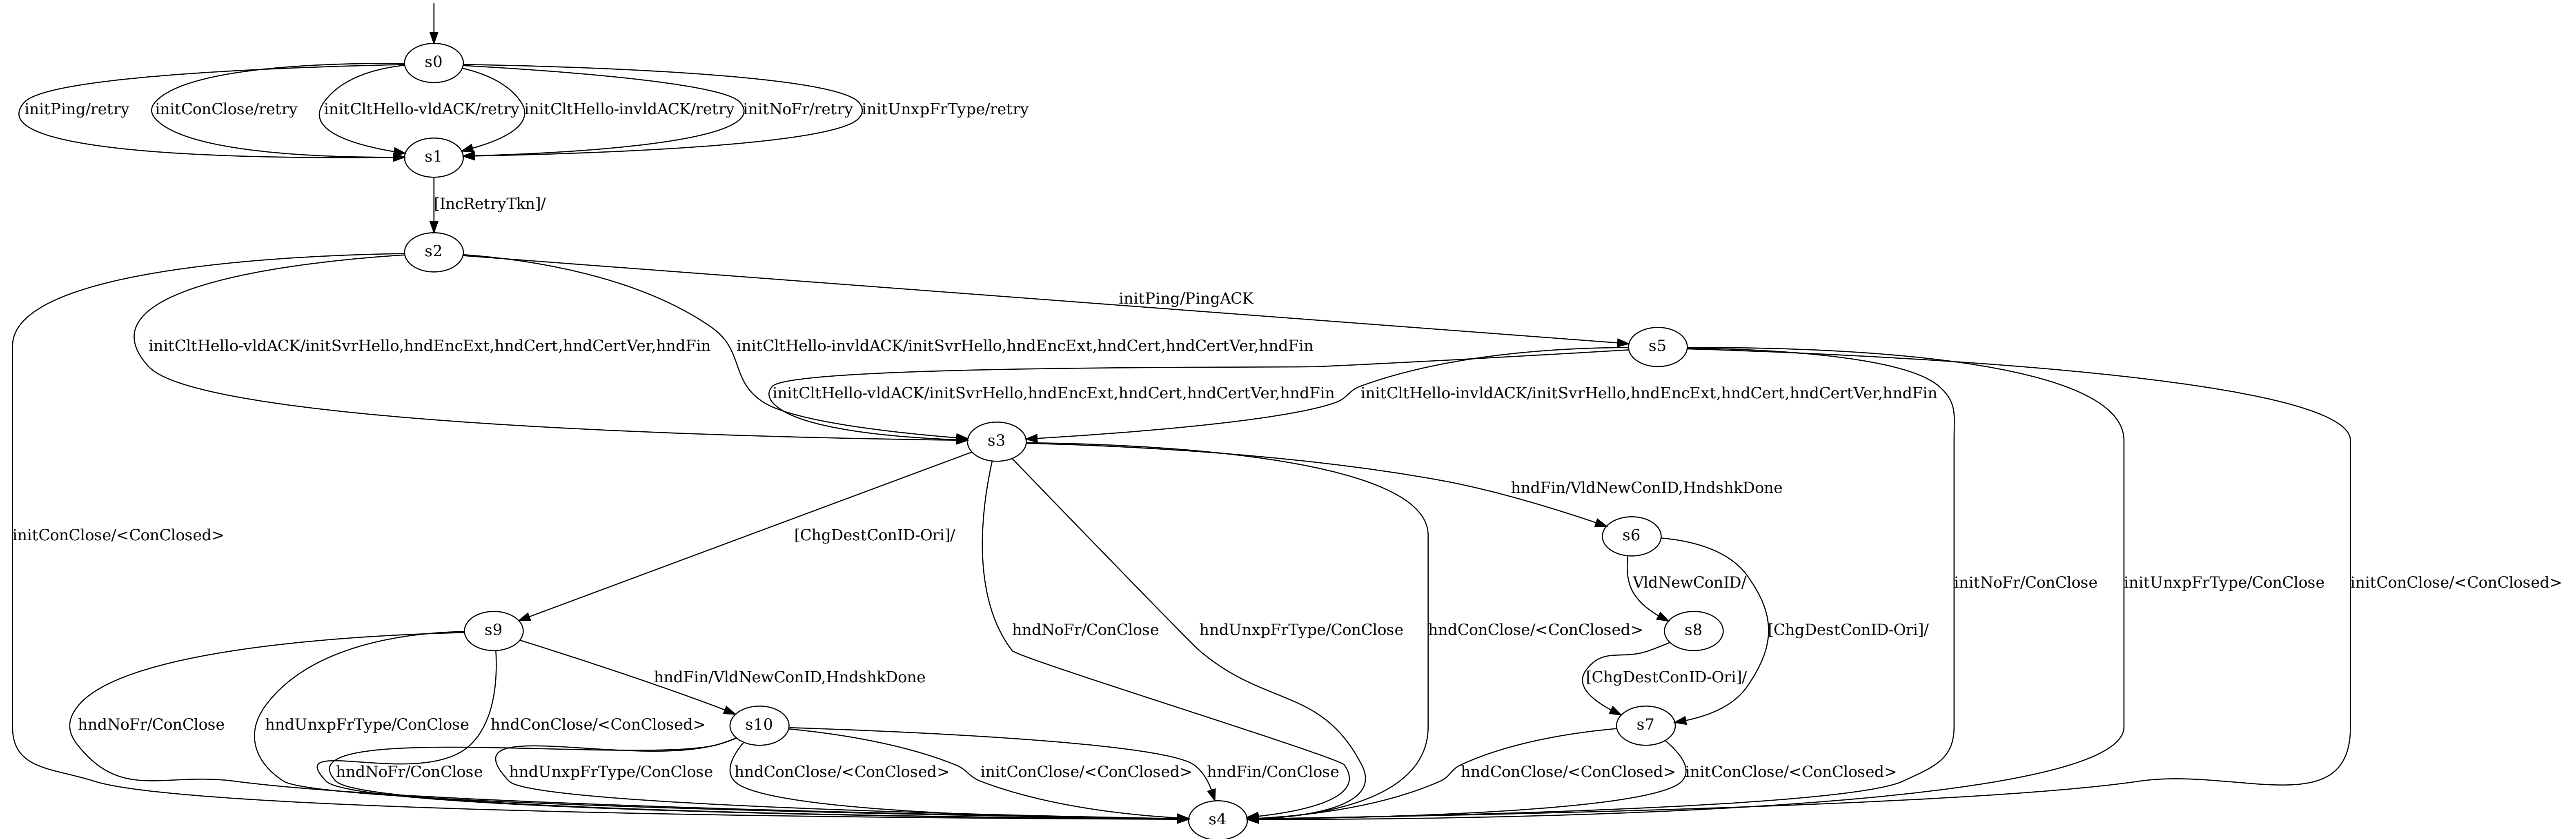 s0
initPing/retry
initConClose/retry
initCltHello-vldACK/retry
initCltHello-invldACK/retry
initNoFr/retry
initUnxpFrType/retry
s1
[IncRetryTkn]/
s2
initPing/PingACK
initCltHello-vldACK/initSvrHello,hndEncExt,hndCert,hndCertVer,hndFin
initCltHello-invldACK/initSvrHello,hndEncExt,hndCert,hndCertVer,hndFin
s5
initCltHello-vldACK/initSvrHello,hndEncExt,hndCert,hndCertVer,hndFin
initCltHello-invldACK/initSvrHello,hndEncExt,hndCert,hndCertVer,hndFin
s3
hndFin/VldNewConID,HndshkDone
initConClose/<ConClosed>
[ChgDestConID-Ori]/
s6
VldNewConID/
initNoFr/ConClose
initUnxpFrType/ConClose
initConClose/<ConClosed>
s9
hndNoFr/ConClose
hndUnxpFrType/ConClose
hndConClose/<ConClosed>
s8
[ChgDestConID-Ori]/
hndFin/VldNewConID,HndshkDone
[ChgDestConID-Ori]/
hndNoFr/ConClose
hndUnxpFrType/ConClose
hndConClose/<ConClosed>
s10
s7
hndNoFr/ConClose
hndUnxpFrType/ConClose
hndConClose/<ConClosed>
initConClose/<ConClosed>
hndFin/ConClose
hndConClose/<ConClosed>
initConClose/<ConClosed>
s4